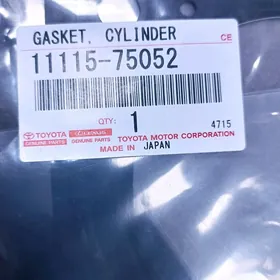 GASKET, CYLINDER
CE
11115-75052
QTY: 1
4715
TOYOTA LEXUS TOYOTA MOTOR CORPORATION
GENUINE PARTS GENUINE PARTS
MADE IN JAPAN